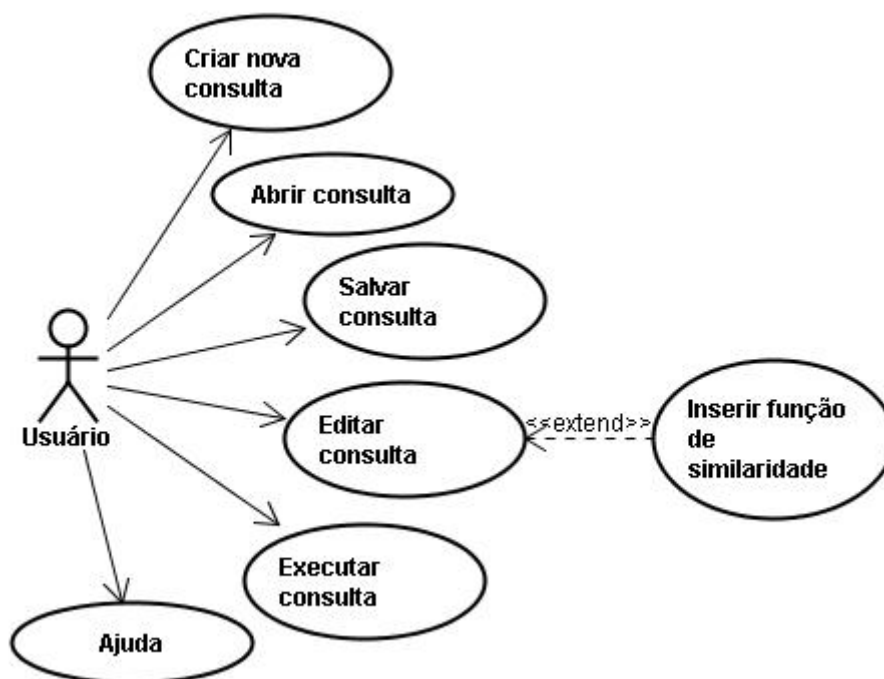 Criar nova
consulta
Abrir consulta
Salvar
consulta
Usuário
Editar
consulta
<<extend>>
Inserir função
de
similaridade
Executar
consulta
Ajuda